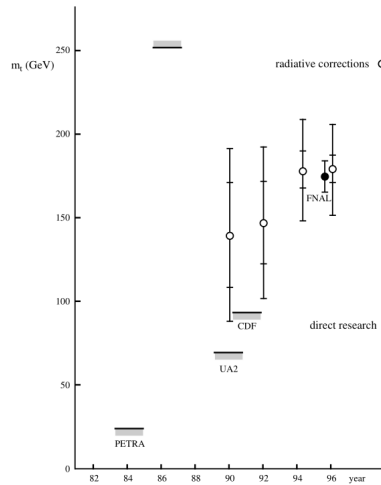 250
m_t (GeV)
radiative corrections
200
FNAL
150
100
CDF
direct research
UA2
50
PETRA
0
82 84 86 88 90 92 94 96 year